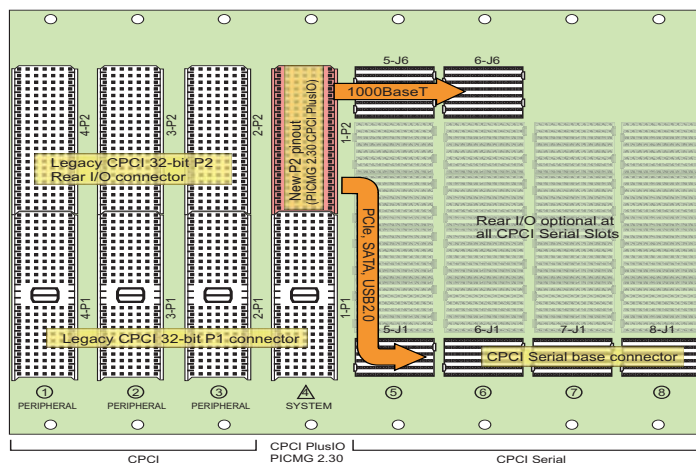 5-J6
6-J6
1000BaseT
4-P2
3-P2
2-P2
New P2 pinout
(PICMG 2.30 CPCI PlusIO)
1-P2
Legacy CPCI 32-bit P2
Rear I/O connector
PCIe, SATA, USB2.0
Rear I/O optional at
all CPCI Serial Slots
4-P1
3-P1
2-P1
1-P1
5-J1
6-J1
7-J1
8-J1
Legacy CPCI 32-bit P1 connector
CPCI Serial base connector
1
2
3
4
5
6
7
8
PERIPHERAL
PERIPHERAL
PERIPHERAL
SYSTEM
CPCI
CPCI PlusIO
PICMG 2.30
CPCI Serial